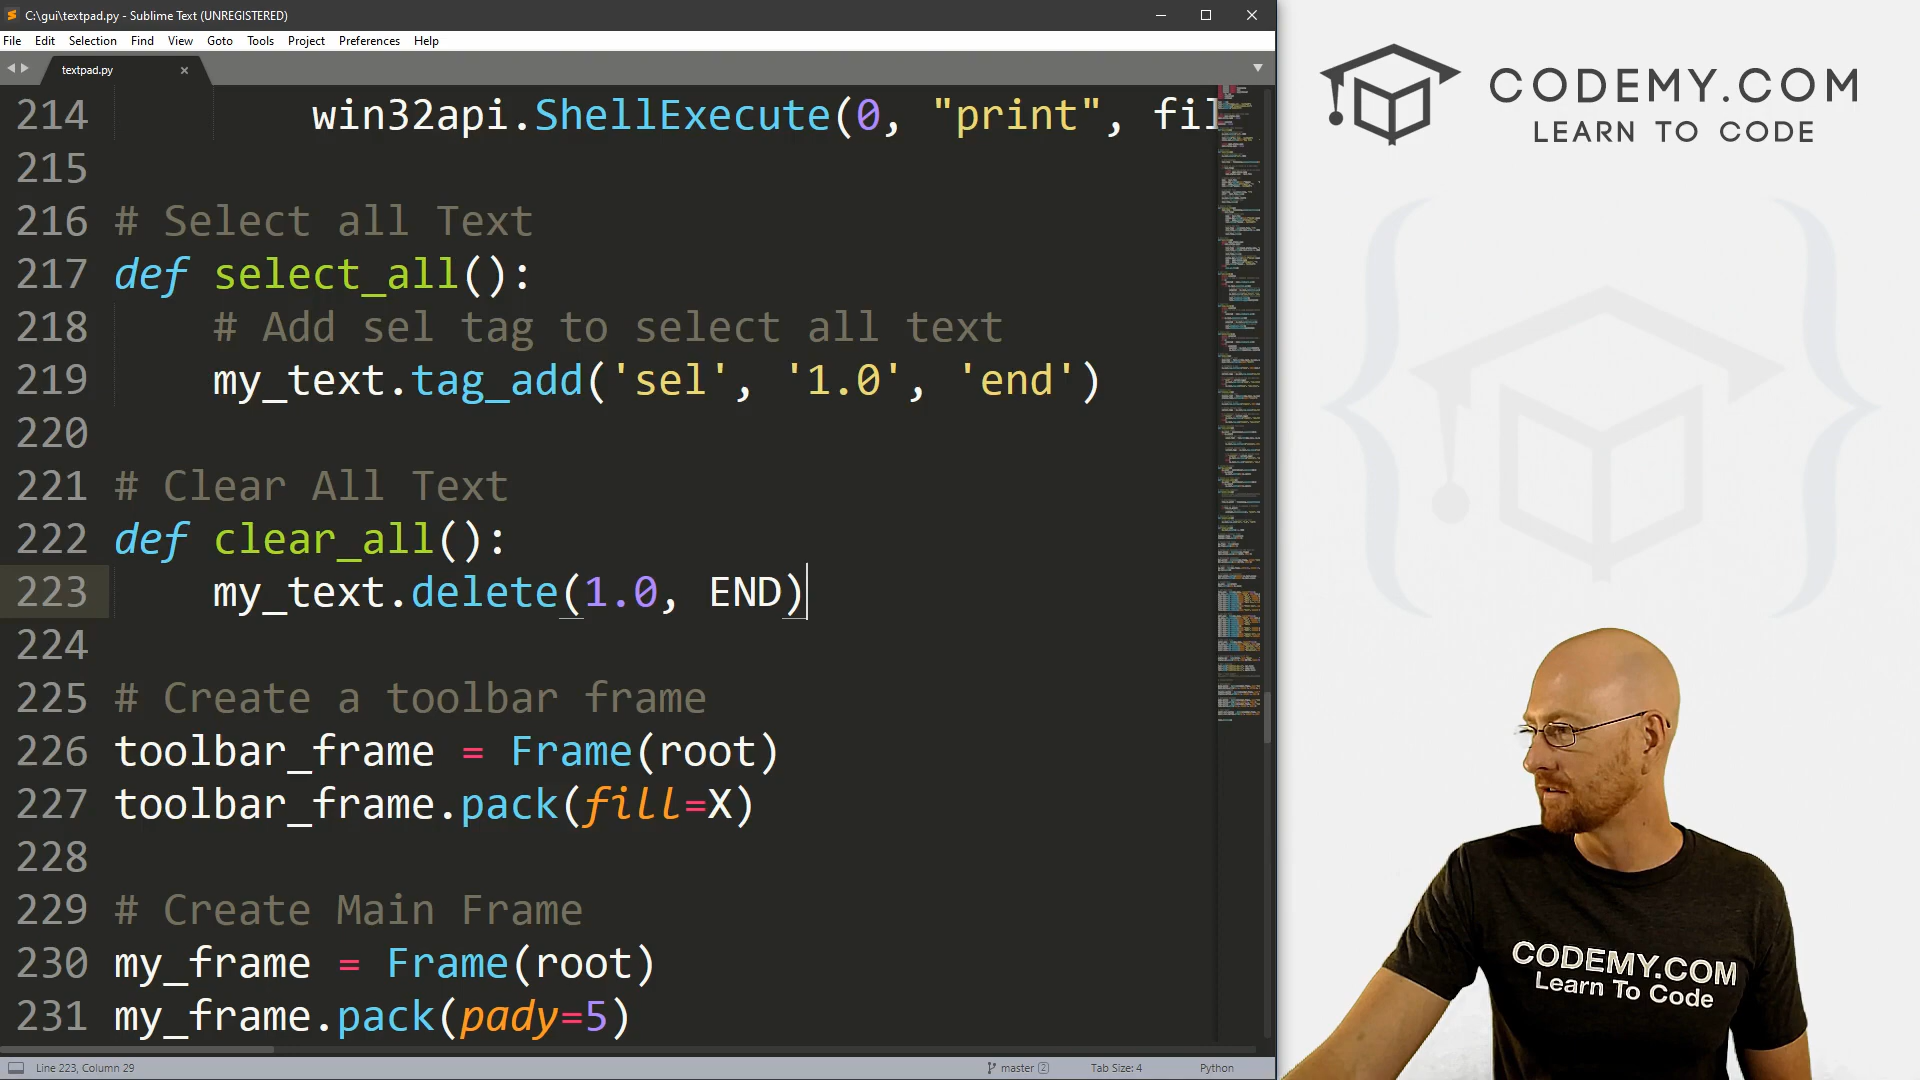 C:\gui\textpad.py - Sublime Text (UNREGISTERED)
File Edit Selection Find View Goto Tools Project Preferences Help
textpad.py
214 win32api.ShellExecute(0, "print", fil
215
216 # Select all Text
217 def select_all():
218 # Add sel tag to select all text
219 my_text.tag_add('sel', '1.0', 'end')
220
221 # Clear All Text
222 def clear_all():
223 my_text.delete(1.0, END)
224
225 # Create a toolbar frame
226 toolbar_frame = Frame(root)
227 toolbar_frame.pack(fill=X)
228
229 # Create Main Frame
230 my_frame = Frame(root)
231 my_frame.pack(pady=5)
Line 223, Column 29
master 2
Tab Size: 4
Python
CODEMY.COM
LEARN TO CODE
CODEMY.COM
Learn To Code